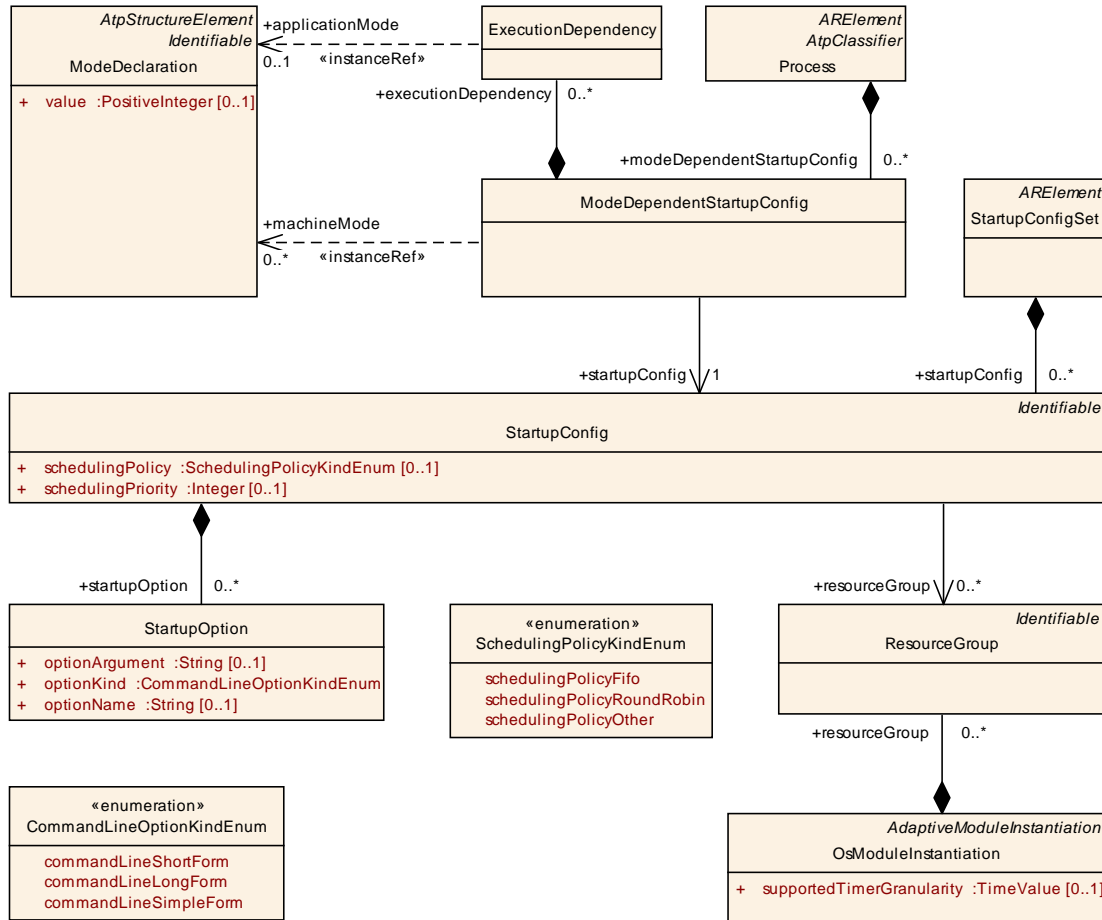 AtpStructureElement
Identifiable
ModeDeclaration
+ value :PositiveInteger [0..1]
+applicationMode
0..1
«instanceRef»
ExecutionDependency
+executionDependency
0..*
ARElement
AtpClassifier
Process
+modeDependentStartupConfig
0..*
+machineMode
0..*
«instanceRef»
ModeDependentStartupConfig
ARElement
StartupConfigSet
+startupConfig
1
+startupConfig
0..*
Identifiable
StartupConfig
+ schedulingPolicy :SchedulingPolicyKindEnum [0..1]
+ schedulingPriority :Integer [0..1]
+startupOption
0..*
+resourceGroup
0..*
StartupOption
+ optionArgument :String [0..1]
+ optionKind :CommandLineOptionKindEnum
+ optionName :String [0..1]
«enumeration»
SchedulingPolicyKindEnum
schedulingPolicyFifo
schedulingPolicyRoundRobin
schedulingPolicyOther
Identifiable
ResourceGroup
+resourceGroup
0..*
«enumeration»
CommandLineOptionKindEnum
commandLineShortForm
commandLineLongForm
commandLineSimpleForm
AdaptiveModuleInstantiation
OsModuleInstantiation
+ supportedTimerGranularity :TimeValue [0..1]